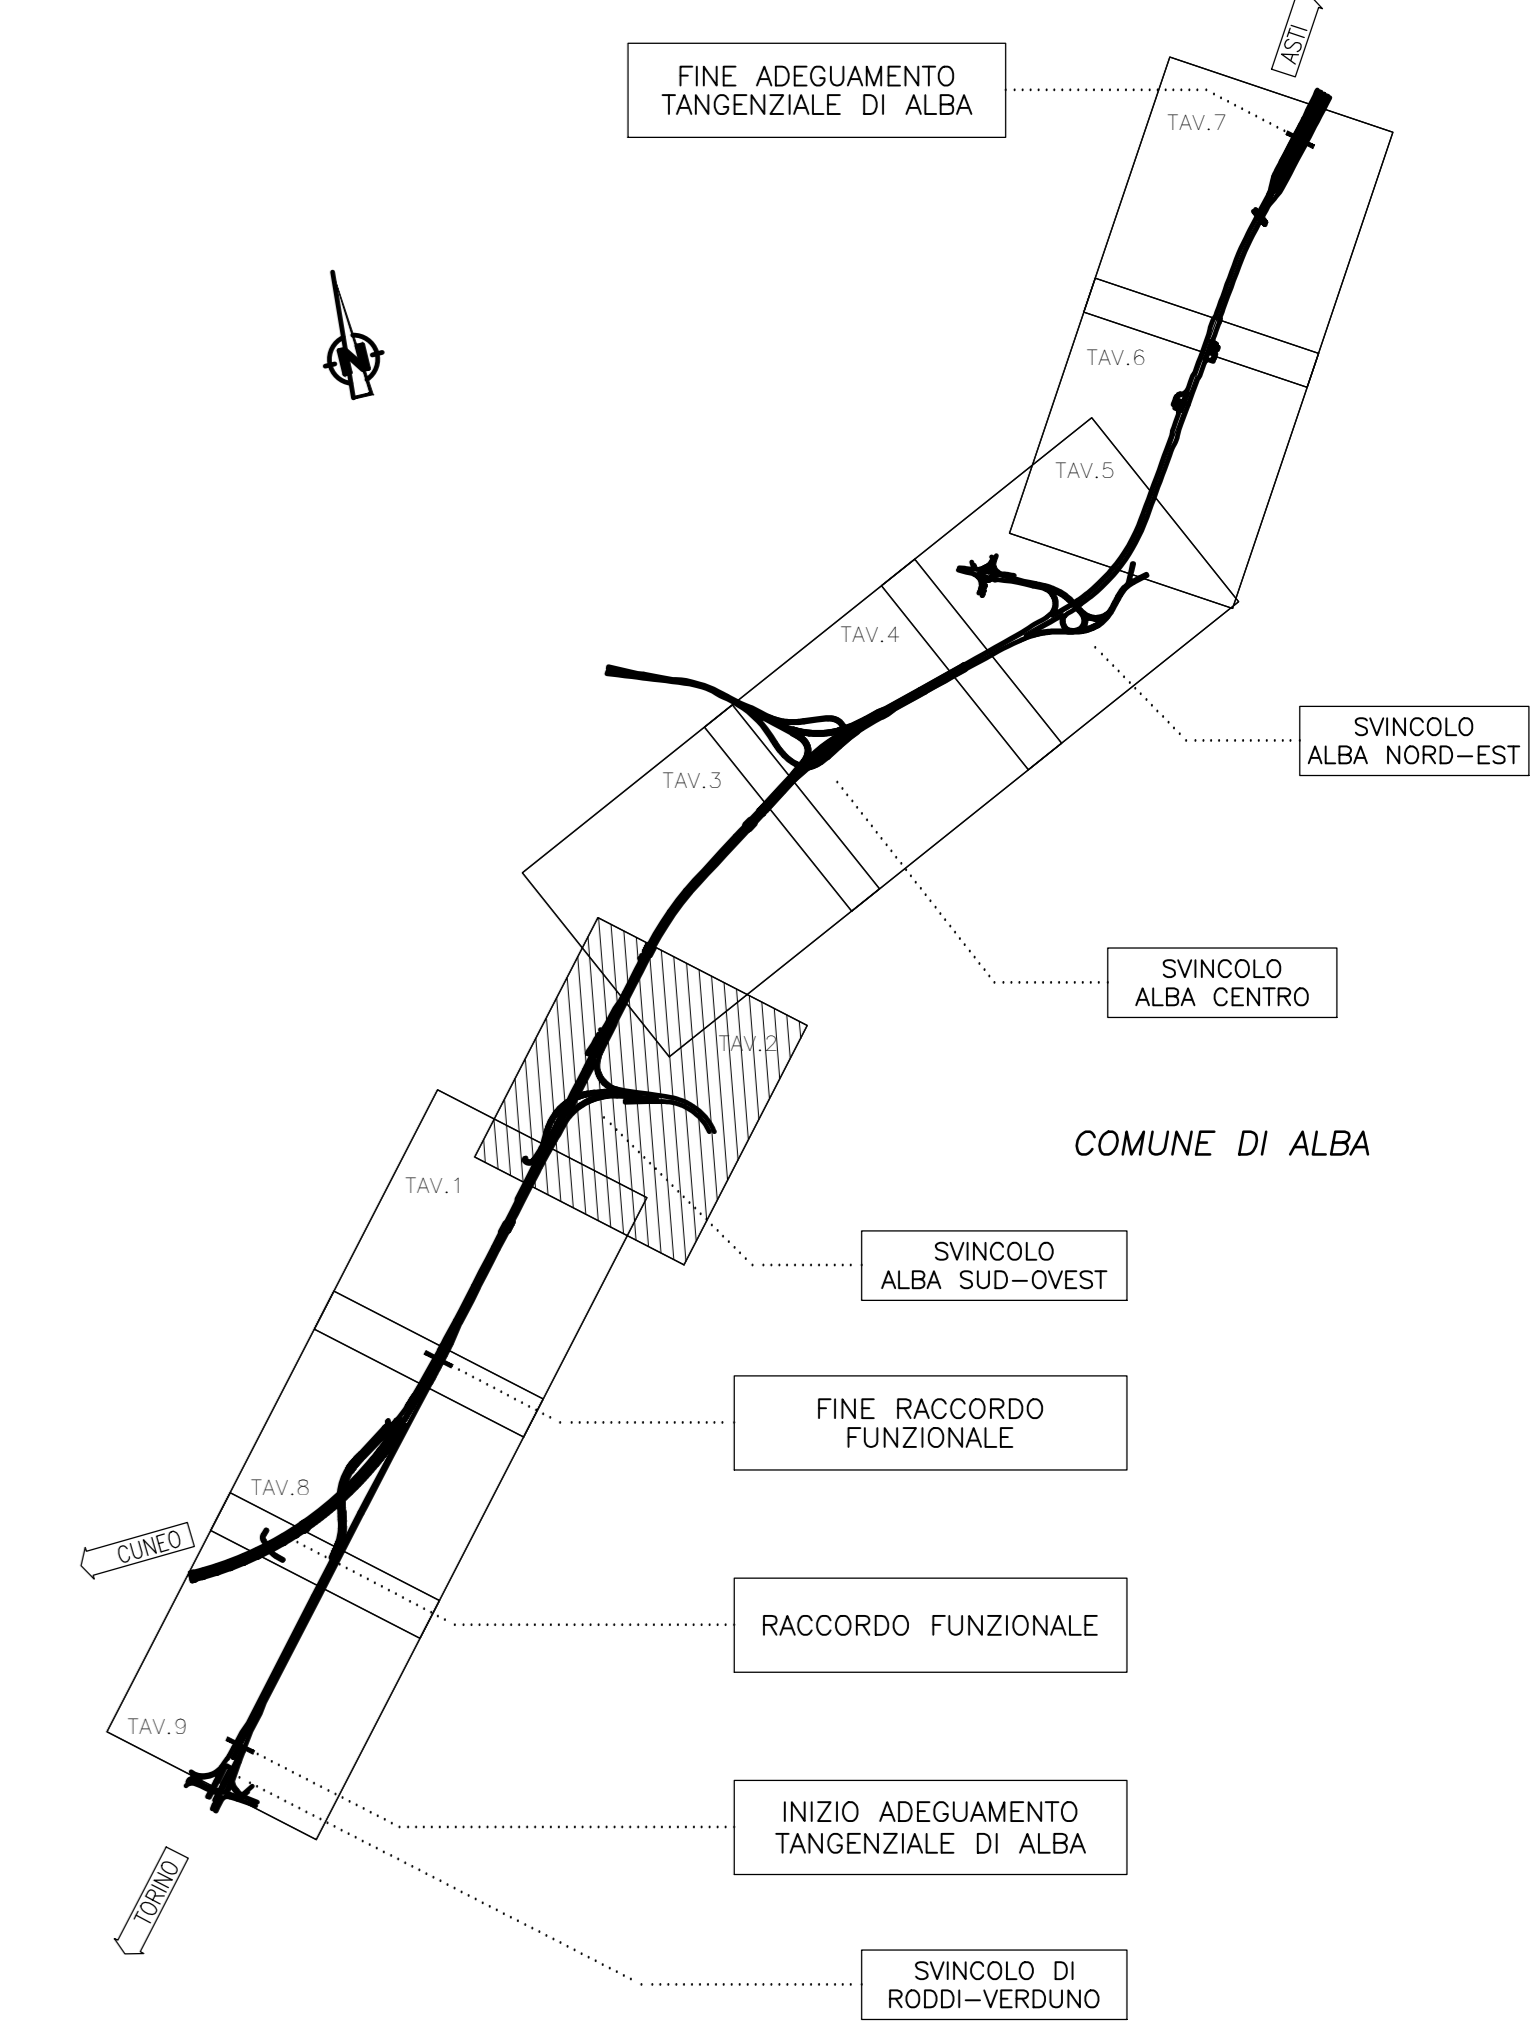 ASTI
FINE ADEGUAMENTO
TANGENZIALE DI ALBA
TAV.7
N
TAV.6
TAV.5
TAV.4
SVINCOLO
ALBA NORD-EST
TAV.3
SVINCOLO
ALBA CENTRO
TAV.2
COMUNE DI ALBA
TAV.1
SVINCOLO
ALBA SUD-OVEST
FINE RACCORDO
FUNZIONALE
TAV.8
CUNEO
RACCORDO FUNZIONALE
TAV.9
INIZIO ADEGUAMENTO
TANGENZIALE DI ALBA
TORINO
SVINCOLO DI
RODDI-VERDUNO